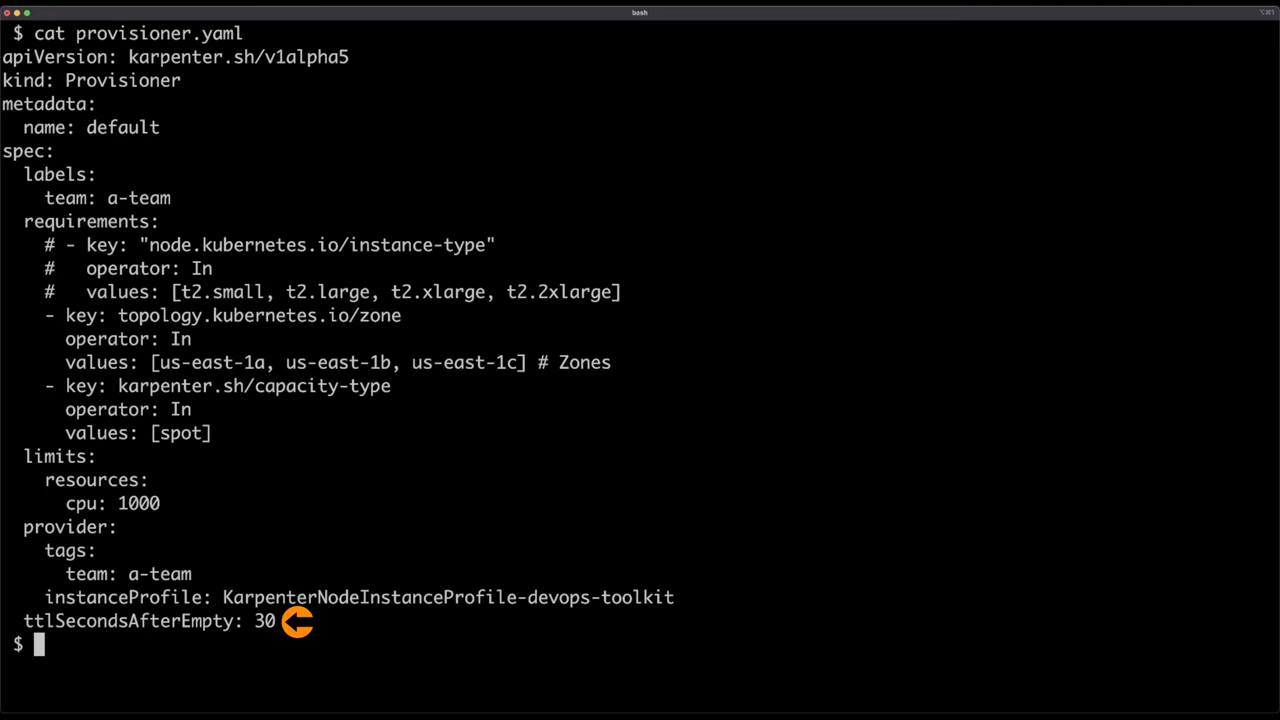 bash
⌥⌘1
$ cat provisioner.yaml
apiVersion: karpenter.sh/v1alpha5
kind: Provisioner
metadata:
  name: default
spec:
  labels:
    team: a-team
  requirements:
    # - key: "node.kubernetes.io/instance-type"
    #   operator: In
    #   values: [t2.small, t2.large, t2.xlarge, t2.2xlarge]
    - key: topology.kubernetes.io/zone
      operator: In
      values: [us-east-1a, us-east-1b, us-east-1c] # Zones
    - key: karpenter.sh/capacity-type
      operator: In
      values: [spot]
  limits:
    resources:
      cpu: 1000
  provider:
    tags:
      team: a-team
    instanceProfile: KarpenterNodeInstanceProfile-devops-toolkit
  ttlSecondsAfterEmpty: 30
$